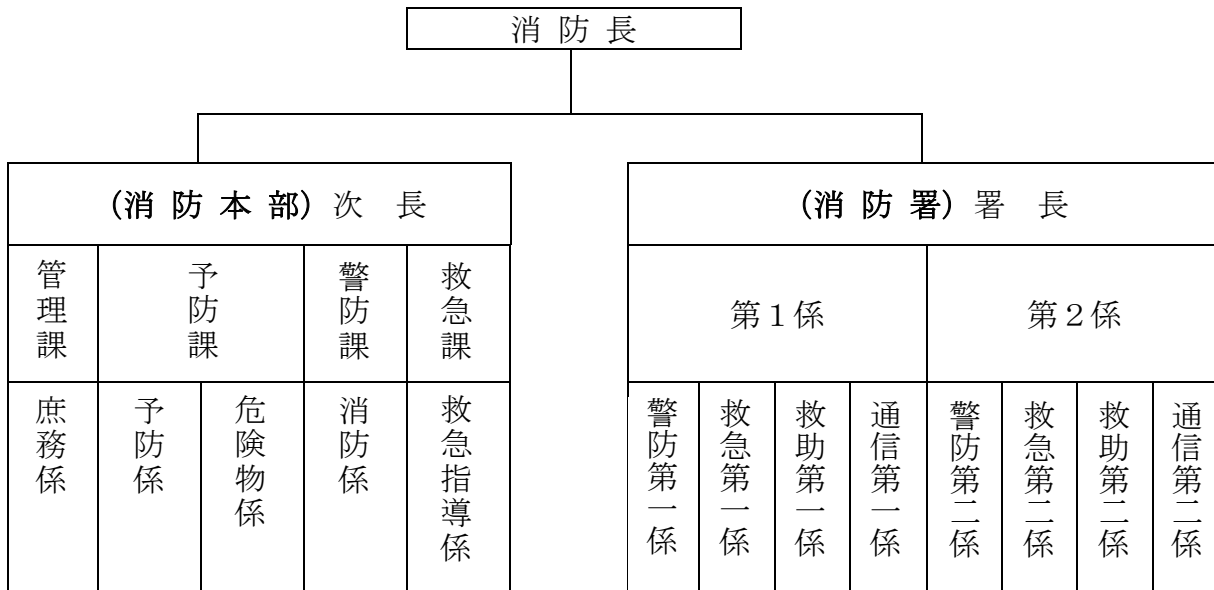 消防長
(消防本部)次　長
管理課
予防課
警防課
救急課
庶務係
予防係
危険物係
消防係
救急指導係
(消防署)署　長
第１係
第２係
警防第一係
救急第一係
救助第一係
通信第一係
警防第二係
救急第二係
救助第二係
通信第二係